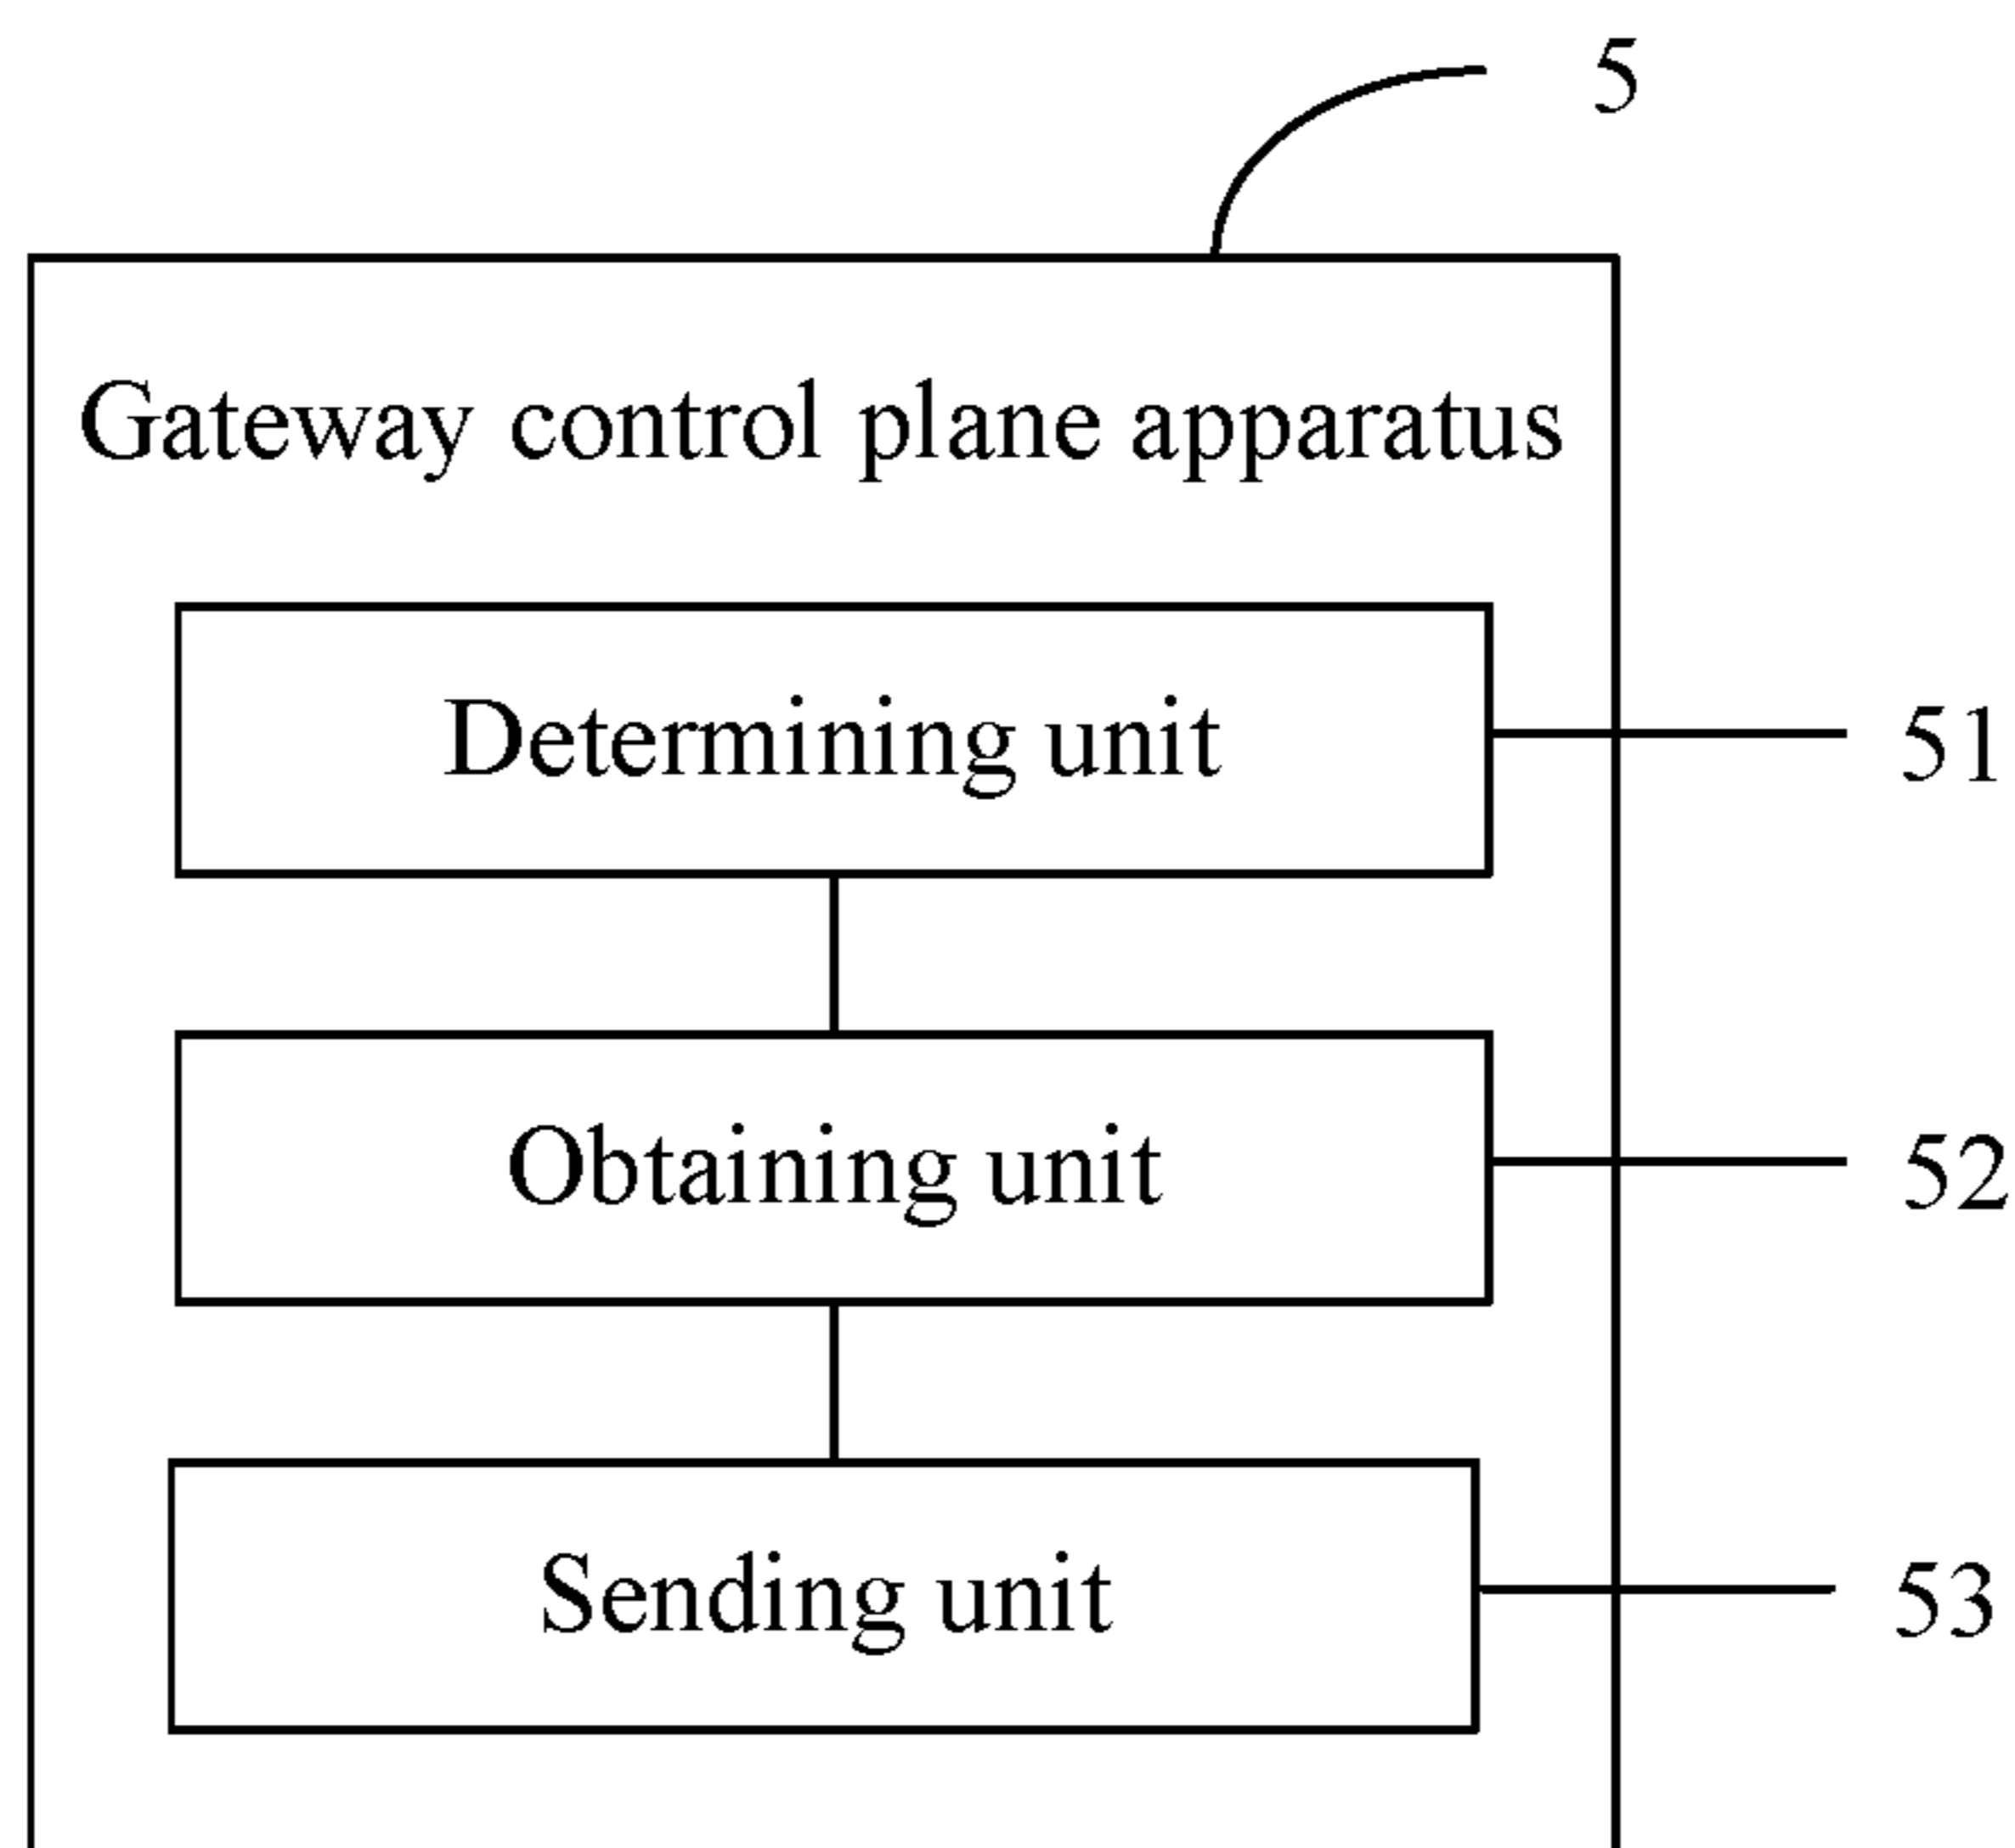 5
Gateway control plane apparatus
Determining unit
51
Obtaining unit
52
Sending unit
53